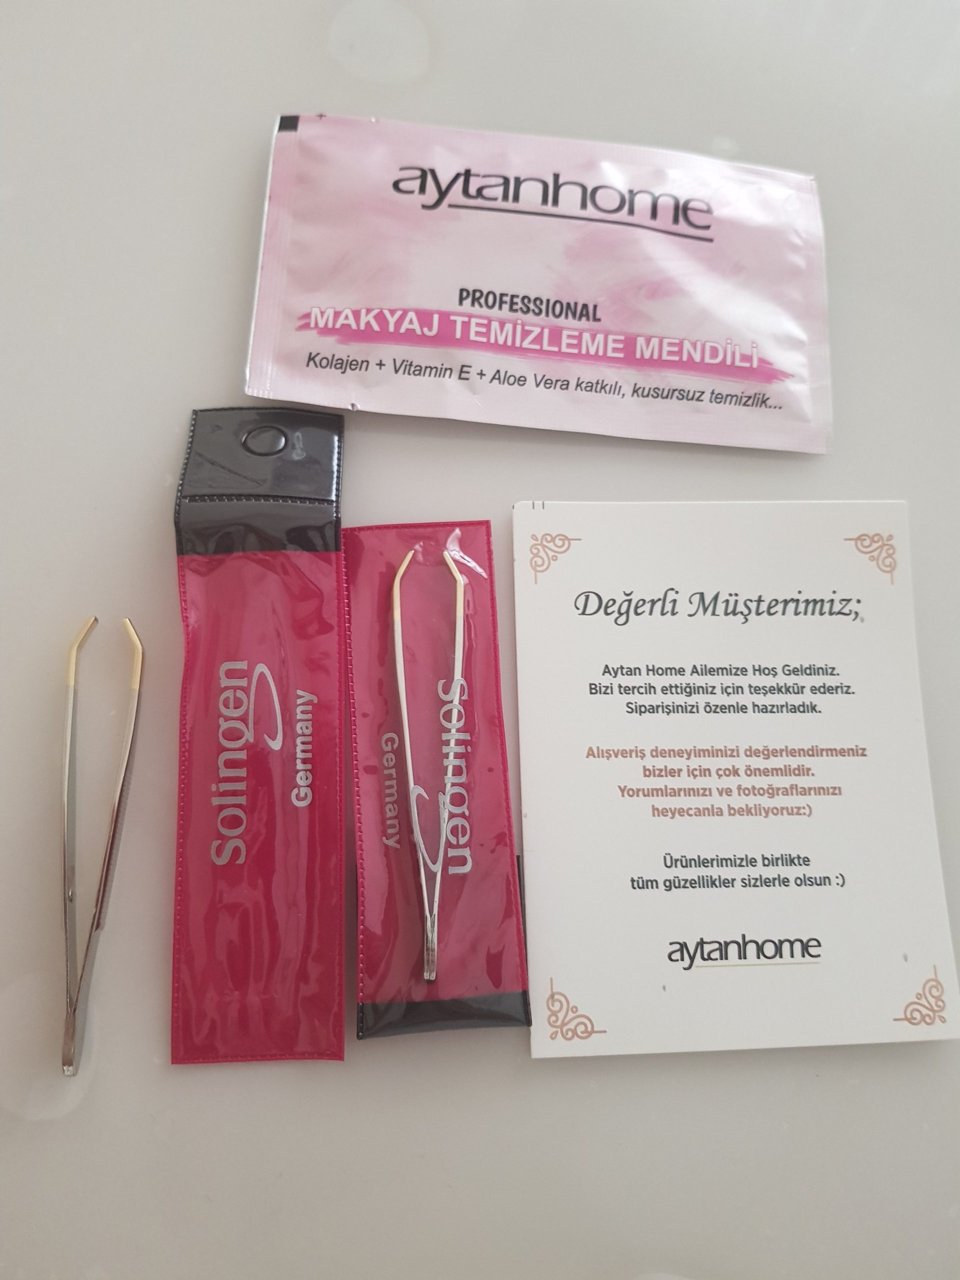 aytanhome
PROFESSIONAL
MAKYAJ TEMİZLEME MENDİLİ
Kolajen + Vitamin E + Aloe Vera katkılı, kusursuz temizlik...
Solingen
Germany
Solingen
Germany
Değerli Müşterimiz;
Aytan Home Ailemize Hoş Geldiniz.
Bizi tercih ettiğiniz için teşekkür ederiz.
Siparişinizi özenle hazırladık.
Alışveriş deneyiminizi değerlendirmeniz
bizler için çok önemlidir.
Yorumlarınızı ve fotoğraflarınızı
heyecanla bekliyoruz:)
Ürünlerimizle birlikte
tüm güzellikler sizlerle olsun :)
aytanhome